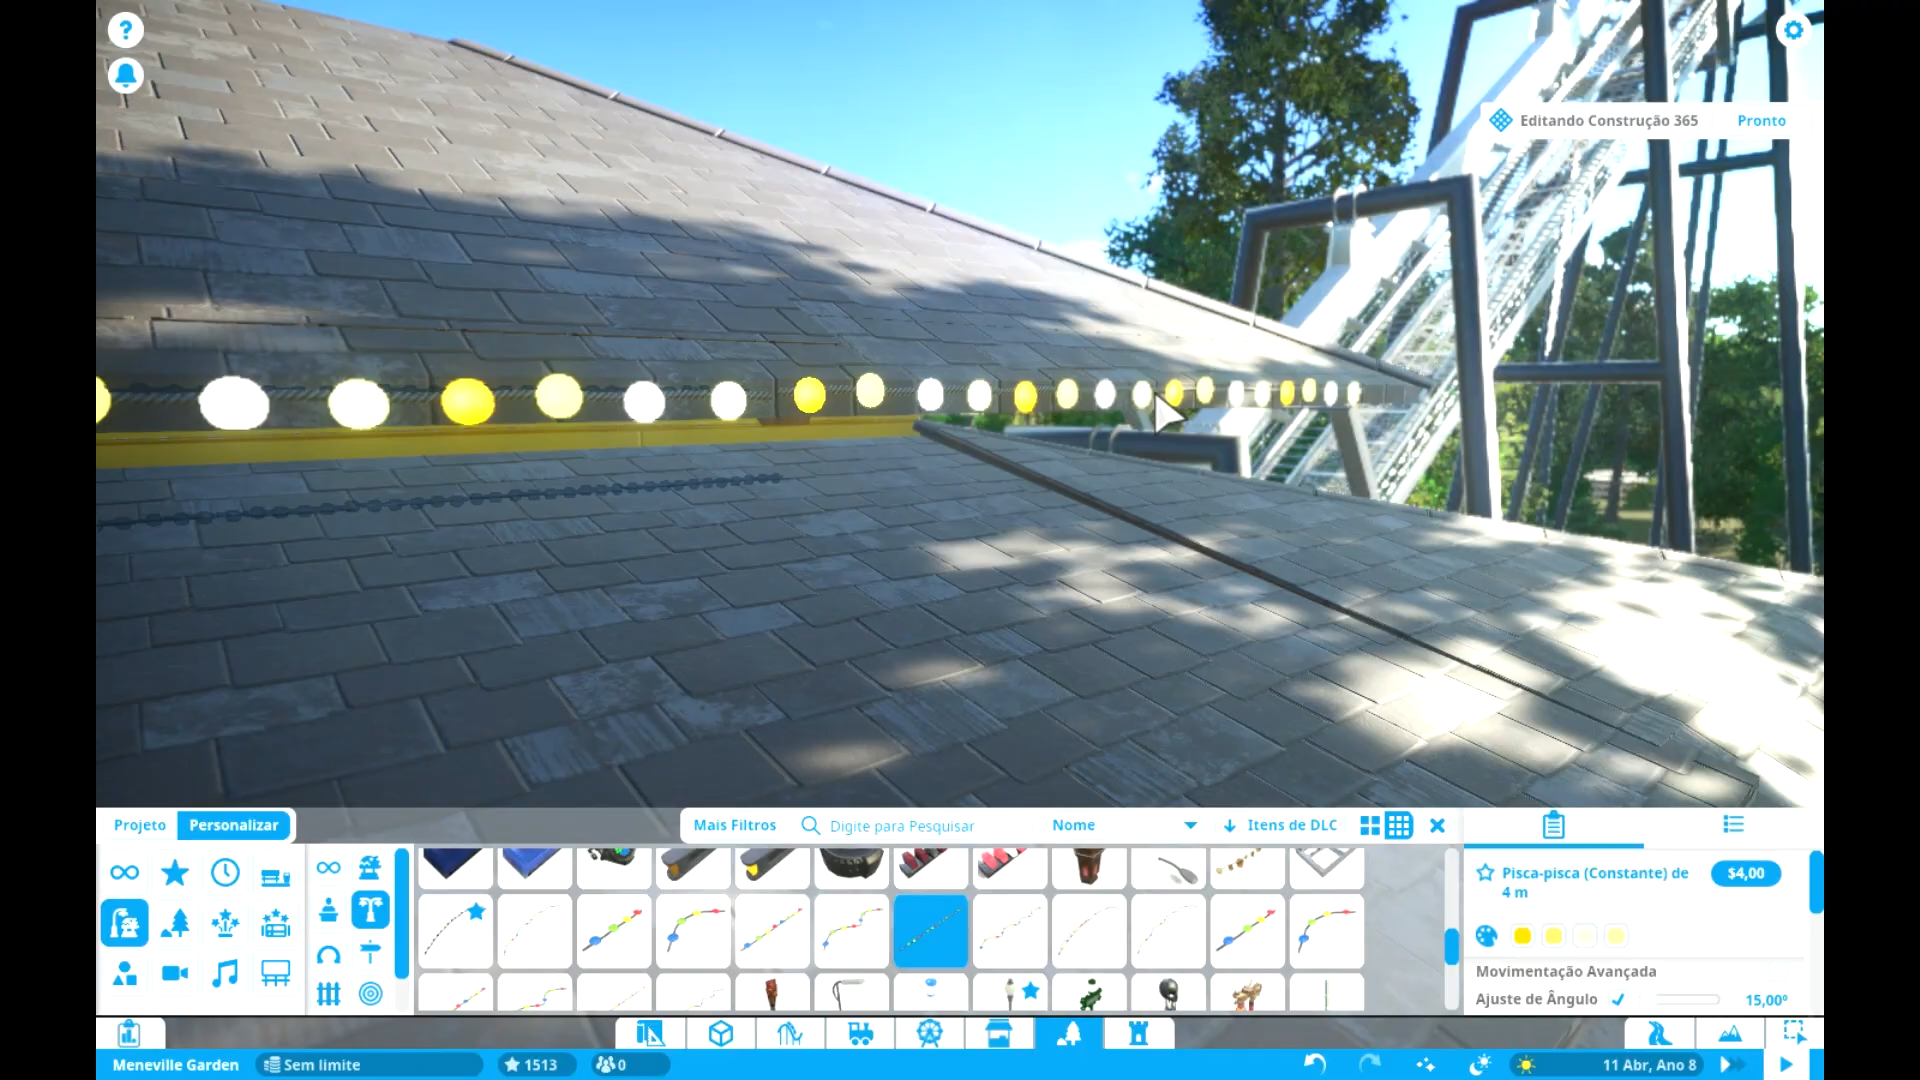 ?
Editando Construção 365
Pronto
Projeto
Personalizar
Mais Filtros
Digite para Pesquisar
Nome
Itens de DLC
Pisca-pisca (Constante) de
4 m
$4,00
Movimentação Avançada
Ajuste de Ângulo
15,00°
Meneville Garden
Sem limite
1513
0
11 Abr, Ano 8